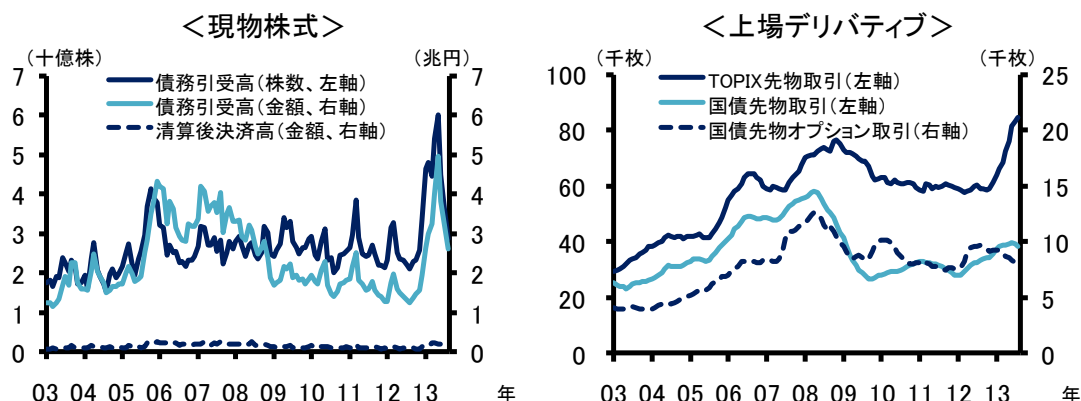 ＜現物株式＞
（十億株）
（兆円）
債務引受高（株数、左軸）
債務引受高（金額、右軸）
清算後決済高（金額、右軸）
7
6
5
4
3
2
1
0
7
6
5
4
3
2
1
0
03 04 05 06 07 08 09 10 11 12 13 年
＜上場デリバティブ＞
（千枚）
（千枚）
TOPIX先物取引（左軸）
国債先物取引（左軸）
国債先物オプション取引（右軸）
100
80
60
40
20
0
25
20
15
10
5
0
03 04 05 06 07 08 09 10 11 12 13 年